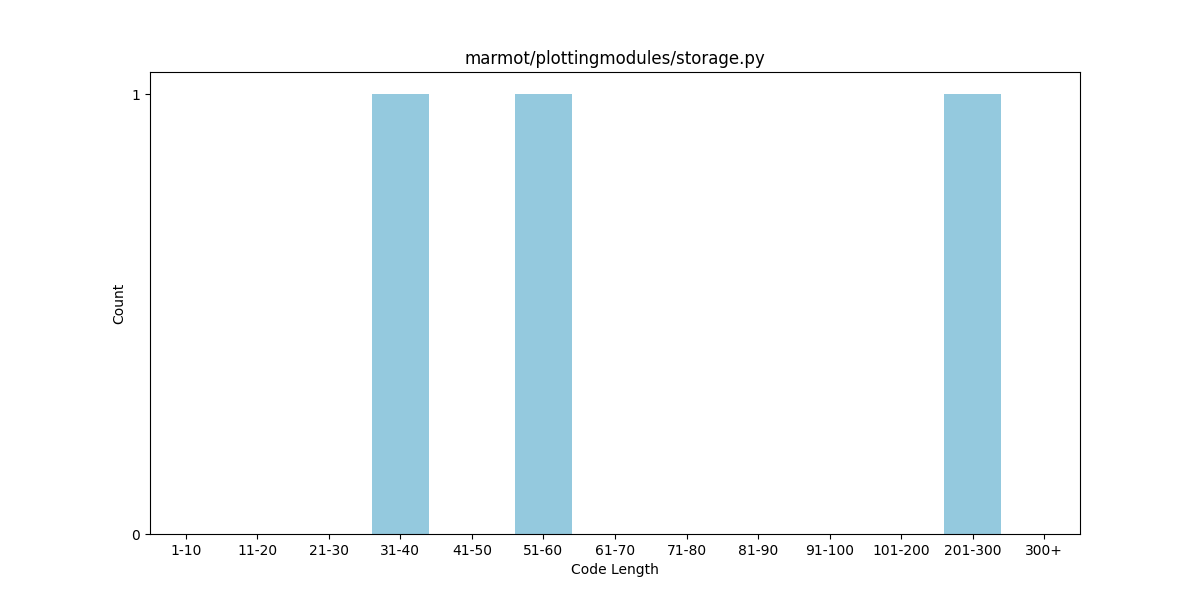 marmot/plottingmodules/storage.py
1
Count
0
1-10 11-20 21-30 31-40 41-50 51-60 61-70 71-80 81-90 91-100 101-200 201-300 300+
Code Length